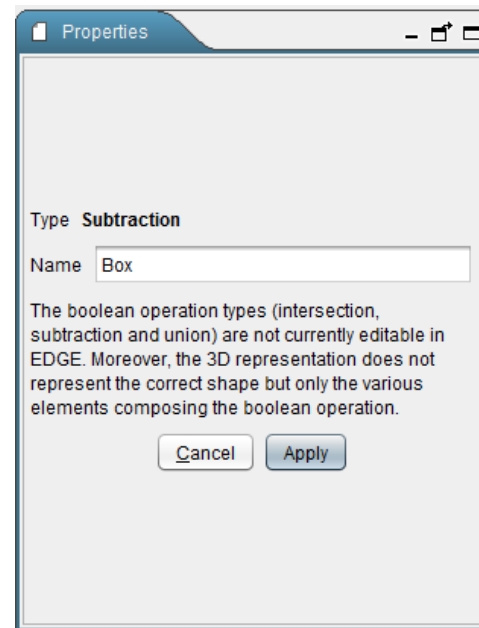 Properties
Type Subtraction
Name Box
The boolean operation types (intersection,
subtraction and union) are not currently editable in
EDGE. Moreover, the 3D representation does not
represent the correct shape but only the various
elements composing the boolean operation.
Cancel Apply